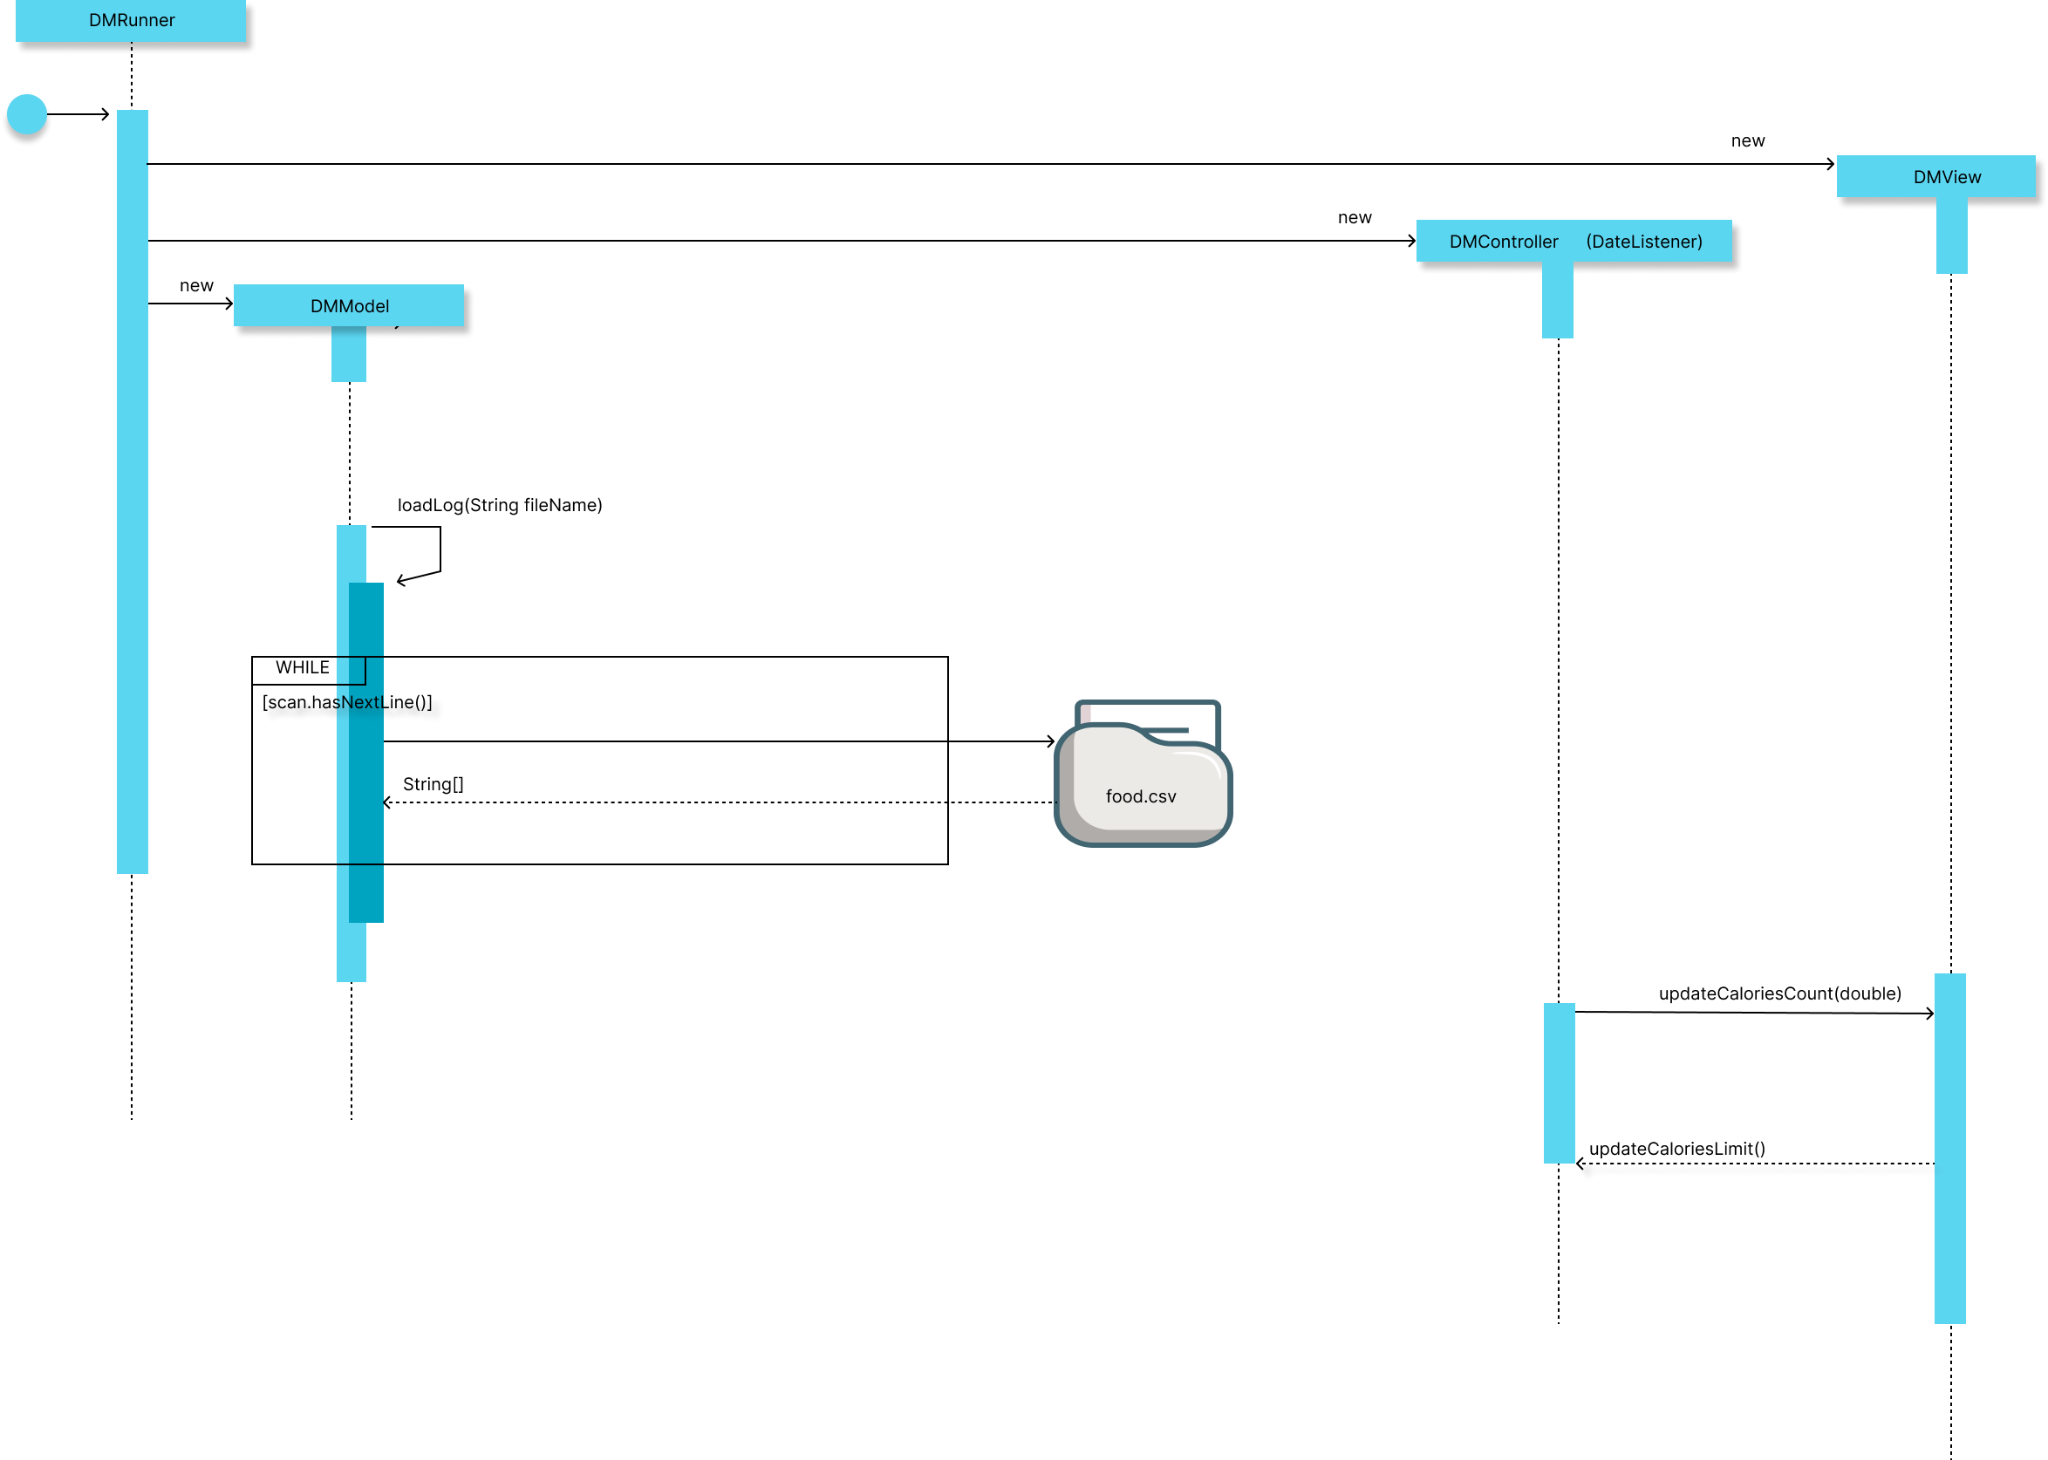 DMRunner
new
DMView
new
DMController (DateListener)
new
DMModel
loadLog(String fileName)
WHILE
[scan.hasNextLine()]
String[]
food.csv
updateCaloriesCount(double)
updateCaloriesLimit()